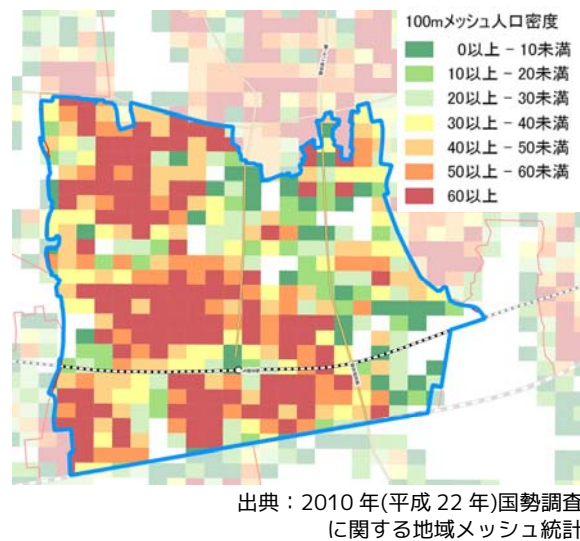 100mメッシュ人口密度
0以上 - 10未満
10以上 - 20未満
20以上 - 30未満
30以上 - 40未満
40以上 - 50未満
50以上 - 60未満
60以上
出典：2010 年(平成 22 年)国勢調査
に関する地域メッシュ統計